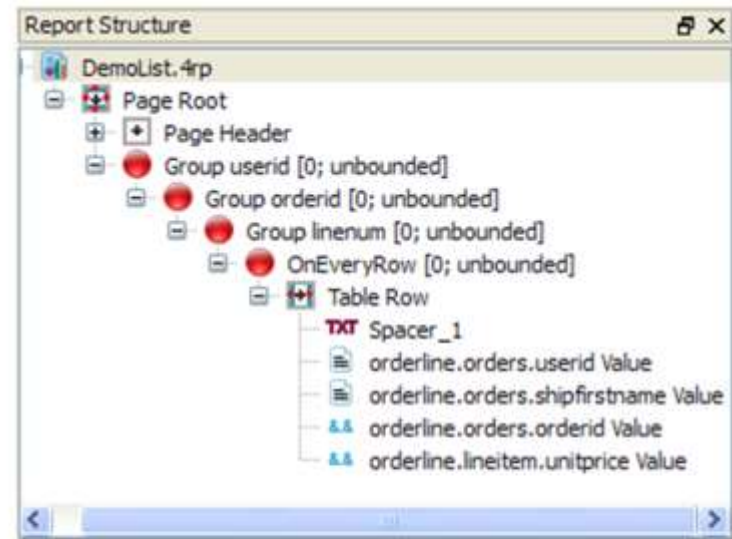 Report Structure
DemoList.4rp
Page Root
Page Header
Group userid [0; unbounded]
Group orderid [0; unbounded]
Group linenum [0; unbounded]
OnEveryRow [0; unbounded]
Table Row
TXT Spacer_1
orderline.orders.userid Value
orderline.orders.shipfirstname Value
&.& orderline.orders.orderid Value
&.& orderline.lineitem.unitprice Value